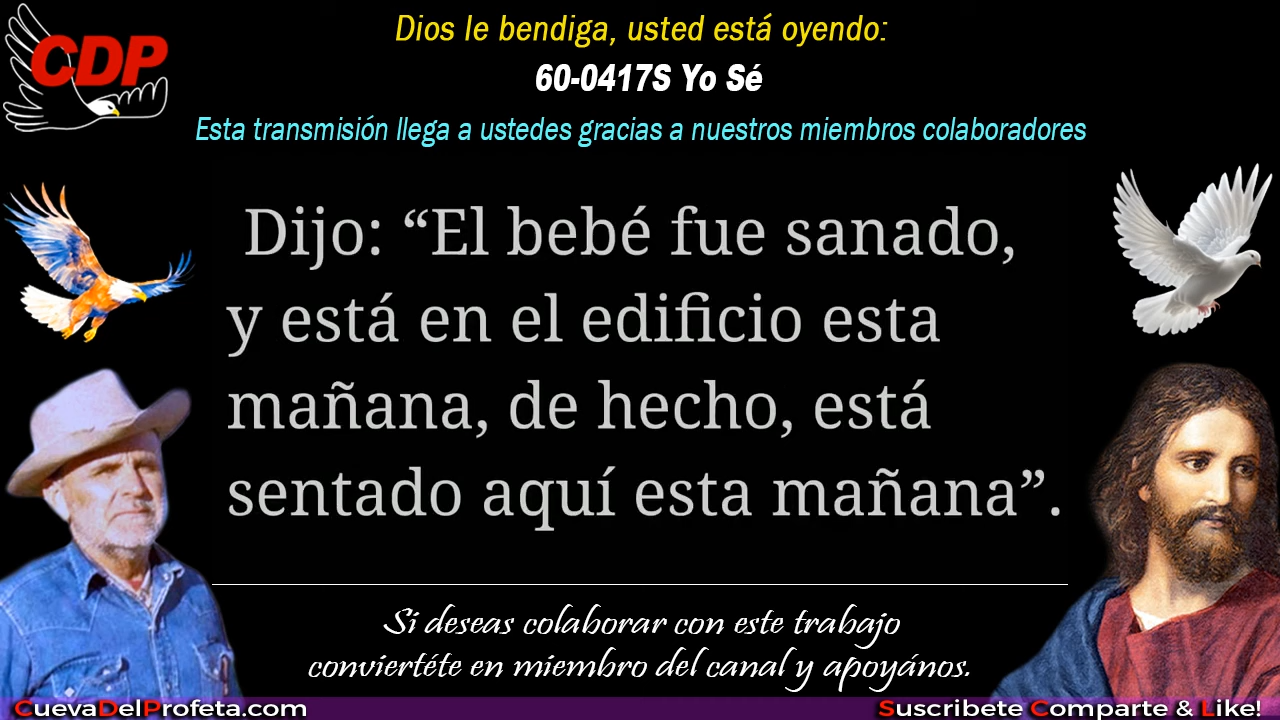 CDP
Dios le bendiga, usted está oyendo:
60-0417S Yo Sé
Esta transmisión llega a ustedes gracias a nuestros miembros colaboradores
Dijo: “El bebé fue sanado,
y está en el edificio esta
mañana, de hecho, está
sentado aquí esta mañana”.
Si deseas colaborar con este trabajo
conviertéte en miembro del canal y apoyános.
CuevaDelProfeta.com
Suscribete Comparte & Like!